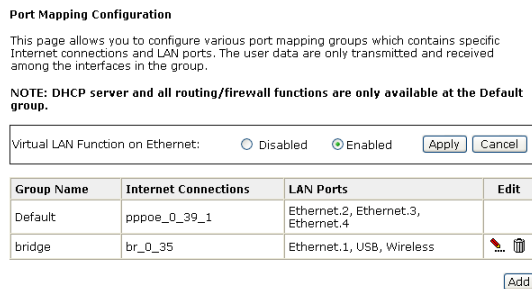 Port Mapping Configuration
This page allows you to configure various port mapping groups which contains specific
Internet connections and LAN ports. The user data are only transmitted and received
among the interfaces in the group.
NOTE: DHCP server and all routing/firewall functions are only available at the Default
group.
Virtual LAN Function on Ethernet: Disabled Enabled Apply Cancel
Group Name Internet Connections LAN Ports Edit
Default pppoe_0_39_1 Ethernet.2, Ethernet.3,
Ethernet.4
bridge br_0_35 Ethernet.1, USB, Wireless
Add